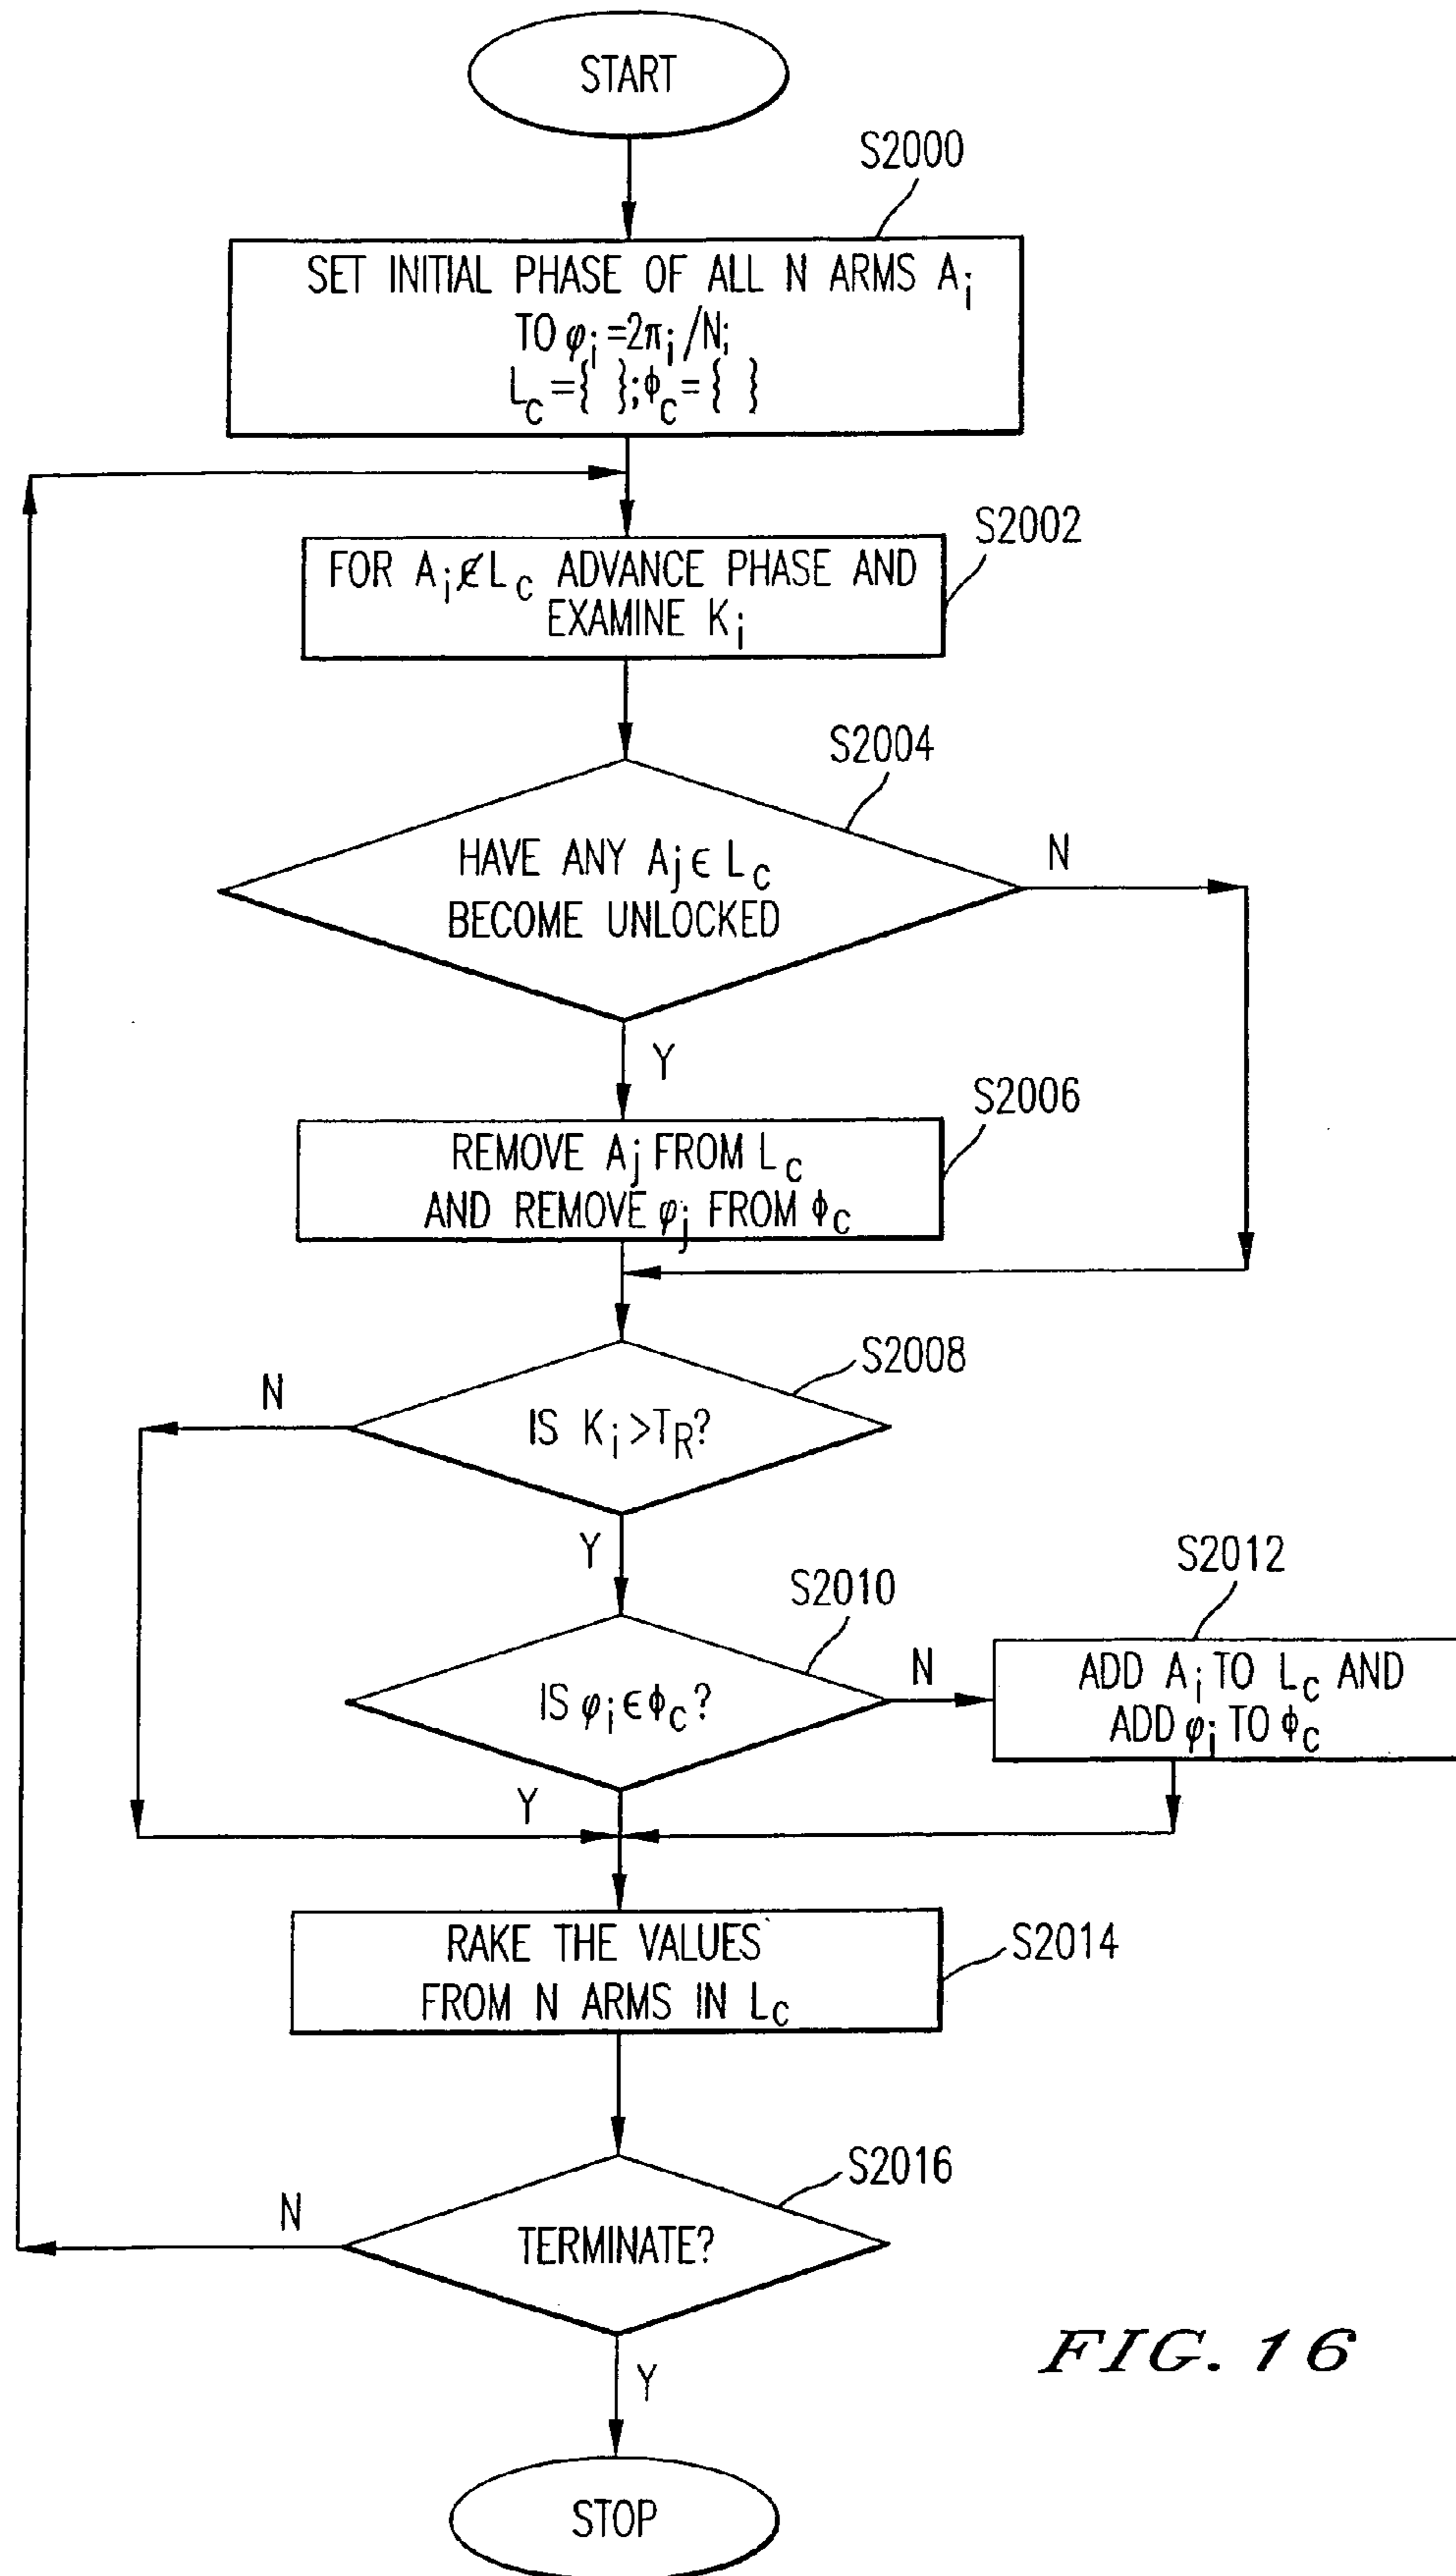 START
S2000
SET INITIAL PHASE OF ALL N ARMS Ai
TO φi=2πi/N;
Lc={ };ϕc={ }
S2002
FOR Ai∉Lc ADVANCE PHASE AND
EXAMINE Ki
S2004
HAVE ANY Aj∈Lc
BECOME UNLOCKED
N
Y
S2006
REMOVE Aj FROM Lc
AND REMOVE φj FROM ϕc
S2008
IS Ki>TR?
N
Y
S2010
IS φi∈ϕc?
N
S2012
ADD Ai TO Lc AND
ADD φi TO ϕc
Y
RAKE THE VALUES
FROM N ARMS IN Lc
S2014
S2016
TERMINATE?
N
Y
STOP
FIG. 16